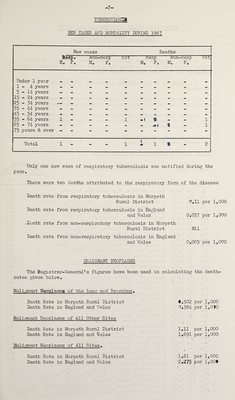 -7-
TUBERCULOSIS
NEW CASES AND MORTALITY DURING 1967
New cases Deaths
Resp. Non-Resp Tot Resp Non-Resp Tot
M. F. M. F. M. F. M. F.
Under 1 year - - - - - - - - - -
1 - 4 years - - - - - - - - - -
5 - 14 years - - - - - - - - - -
15 - 24 years - - - - - - - - - -
25 - 34 years
35 - 44 years
45 - 54 years
55 - 64 years 1 - - - 1
65 - 74 years
75 years & over
Total 1 - - - 1 1 - 2
Only one new case of respiratory tuberculosis was notified during the
year.
There were two deaths attributed to the respiratory form of the disease
Death rate from respiratory tuberculosis in Morpeth
Rural District 0.11 per 1,000
Death rate from respiratory tuberculosis in England
and Wales 0.037 per 1,000
Death rate from non-respiratory tuberculosis in Morpeth
Rural District Nil
Death rate from non-respiratory tuberculosis in England
and Wales 0.005 per 1,000
MALIGNANT NEOPLASMS
The Registrar-General's figures have been used in calculating the death-
rates given below.
Malignant Neoplasms of the Lung and Bronchus.
Death Rate in Morpeth Rural District 0.502 per 1,000
Death Rate in England and Wales 0.584 per 1,000
Malignant Neoplasms of All Other Sites
Death Rate in Morpeth Rural District 1.11 per 1,000
Death Rate in England and Wales 1.691 per 1,000
Malignant Neoplasms of All Sites.
Death Rate in Morpeth Rural District 1.61 per 1,000
Death Rate in England and Wales 2.275 per 1,000